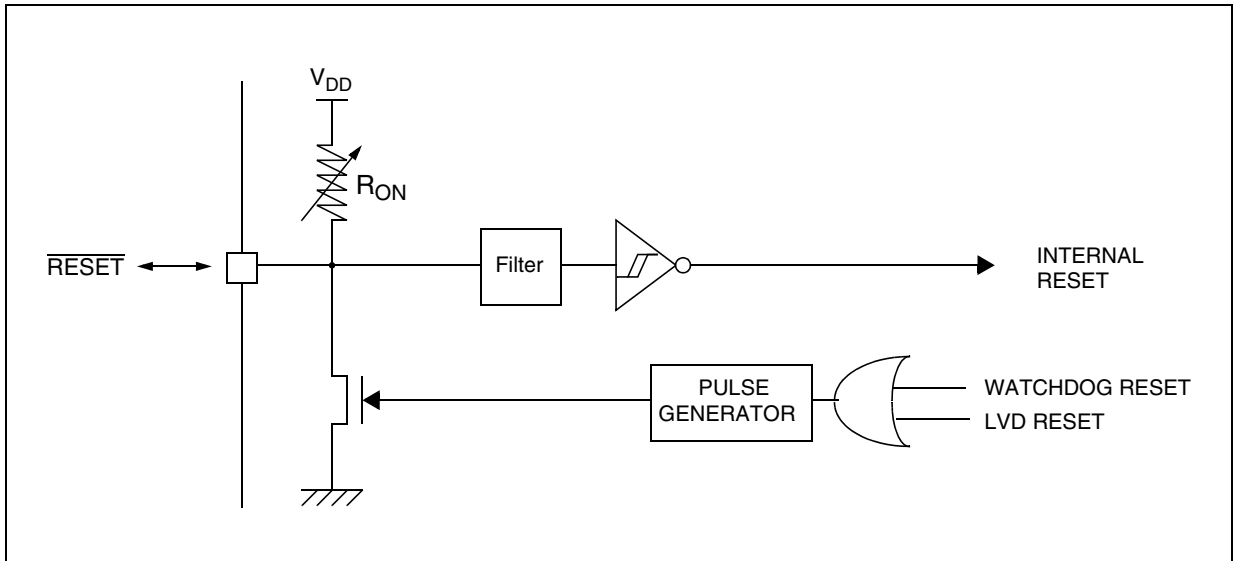 VDD
RON
RESET
Filter
INTERNAL
RESET
PULSE
GENERATOR
WATCHDOG RESET
LVD RESET